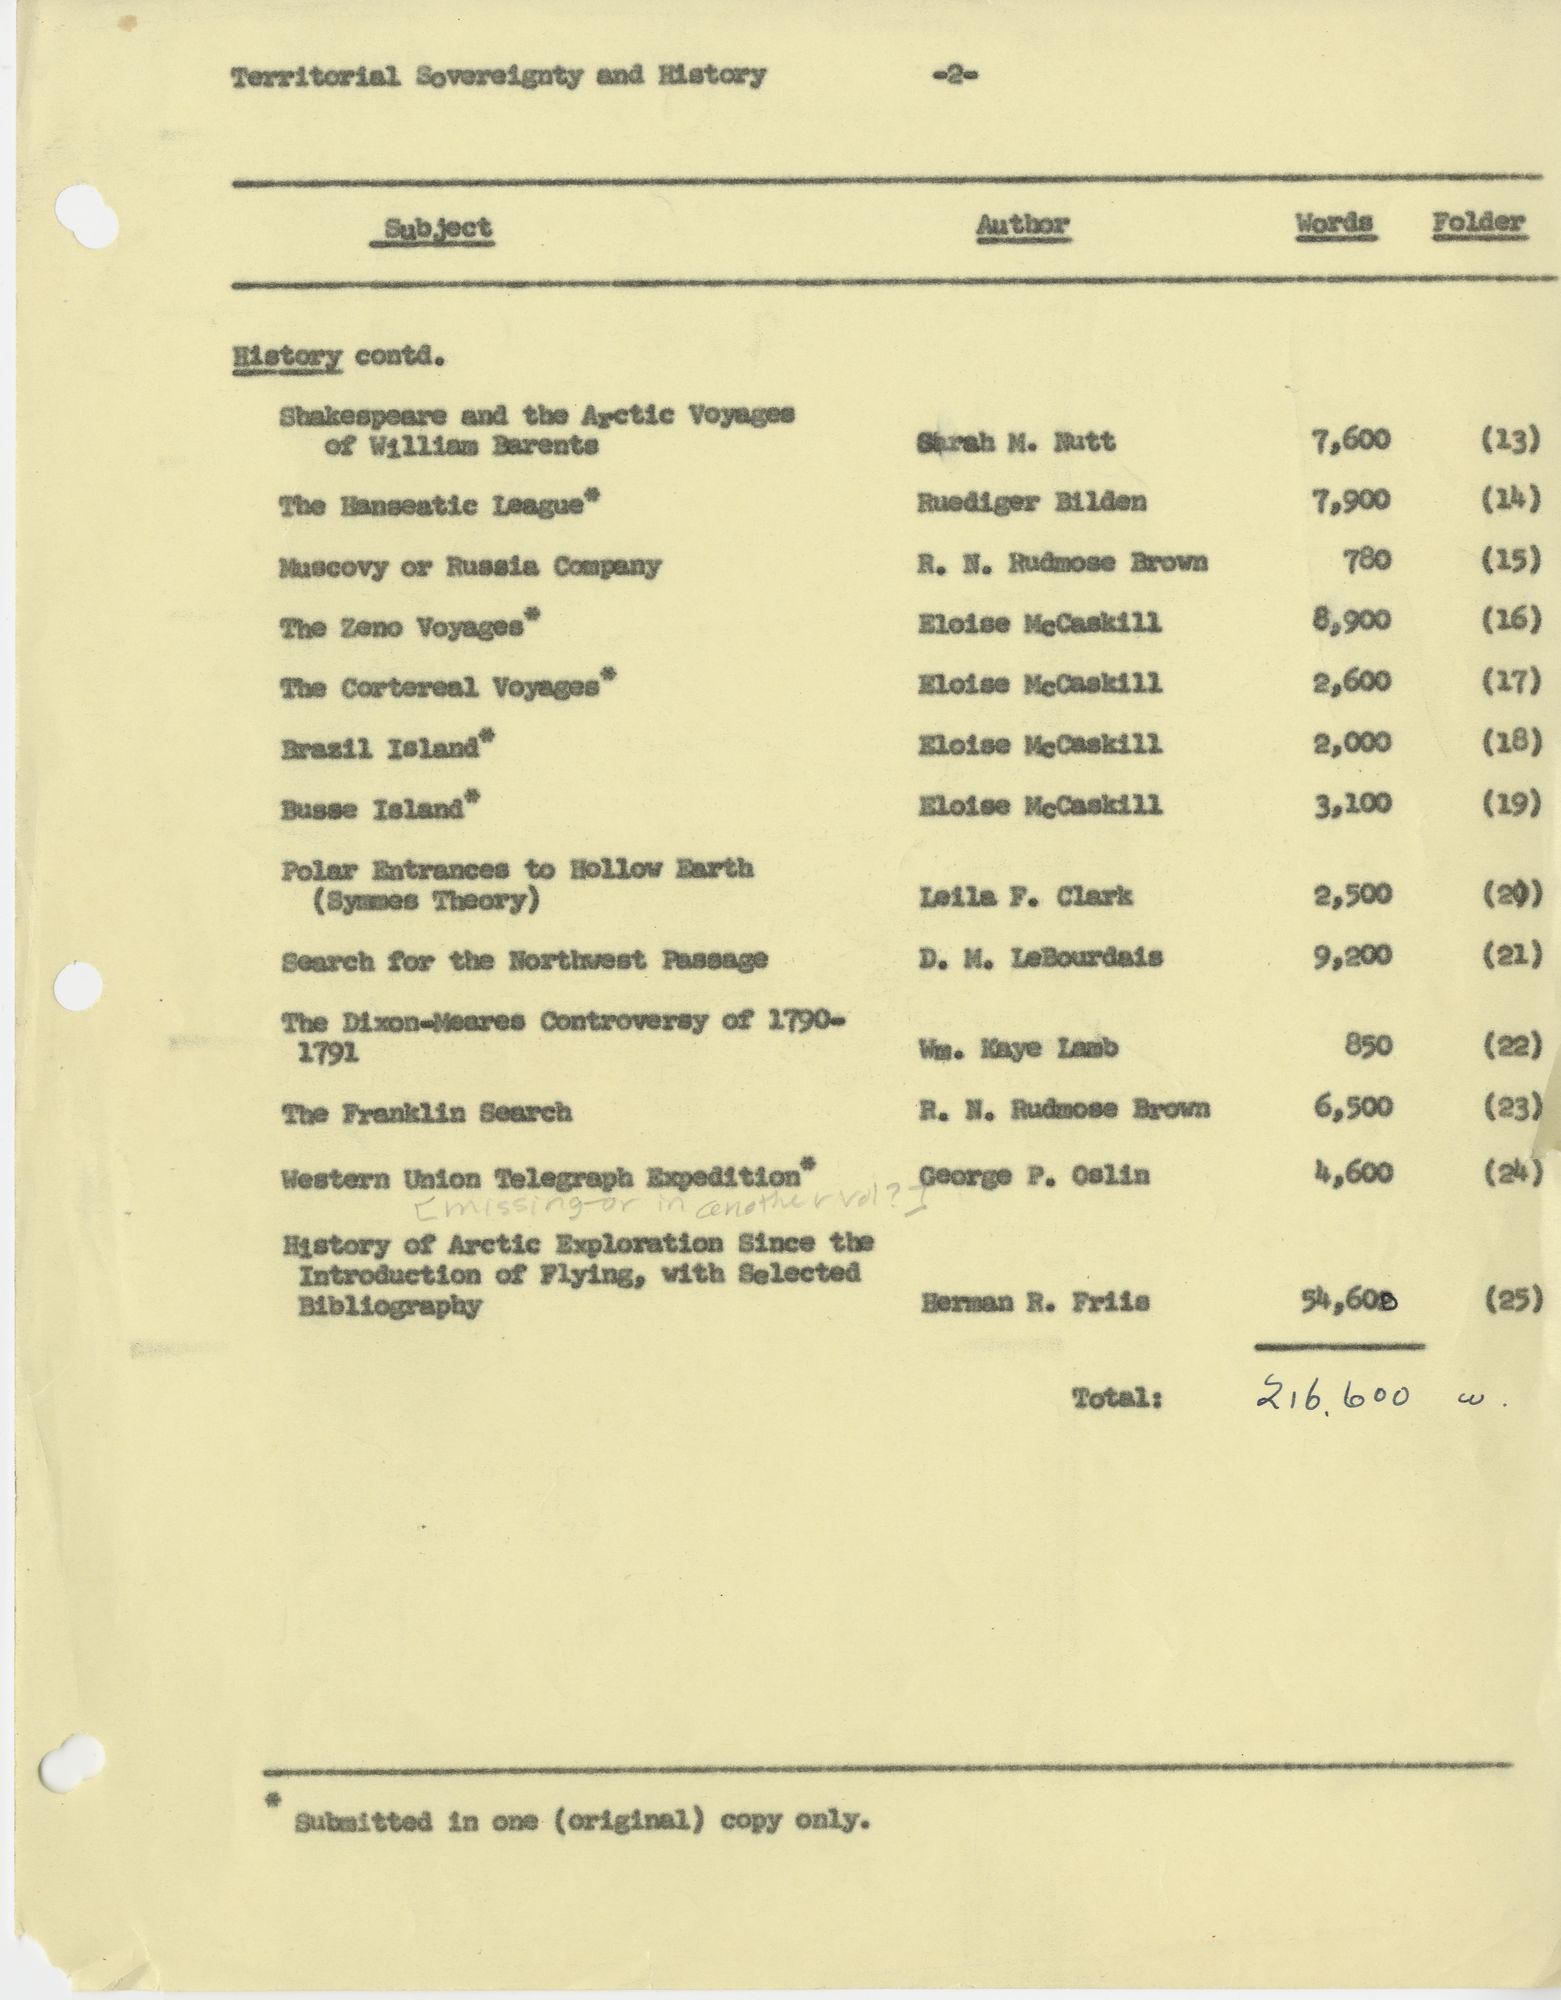 Territorial Sovereignty and History -2-
Subject Author Words Folder
History contd.
Shakespeare and the Arctic Voyages
of William Barents Sarah M. Nutt 7,600 (13)
The Hanseatic League* Ruediger Bilden 7,900 (14)
Muscovy or Russia Company R. N. Rudmose Brown 780 (15)
The Zeno Voyages* Eloise McCaskill 8,900 (16)
The Cortereal Voyages* Eloise McCaskill 2,600 (17)
Brazil Island* Eloise McCaskill 2,000 (18)
Busse Island* Eloise McCaskill 3,100 (19)
Polar Entrances to Hollow Earth
(Symmes Theory) Leila F. Clark 2,500 (20)
Search for the Northwest Passage D. M. LeBourdais 9,200 (21)
The Dixon-Meares Controversy of 1790-
1791 Wm. Kaye Lamb 850 (22)
The Franklin Search R. N. Rudmose Brown 6,500 (23)
Western Union Telegraph Expedition* George P. Oslin 4,600 (24)
[missing-or in another vol?]
History of Arctic Exploration Since the
Introduction of Flying, with Selected
Bibliography Herman R. Friis 54,600 (25)
Total: 216,600 w.
* Submitted in one (original) copy only.